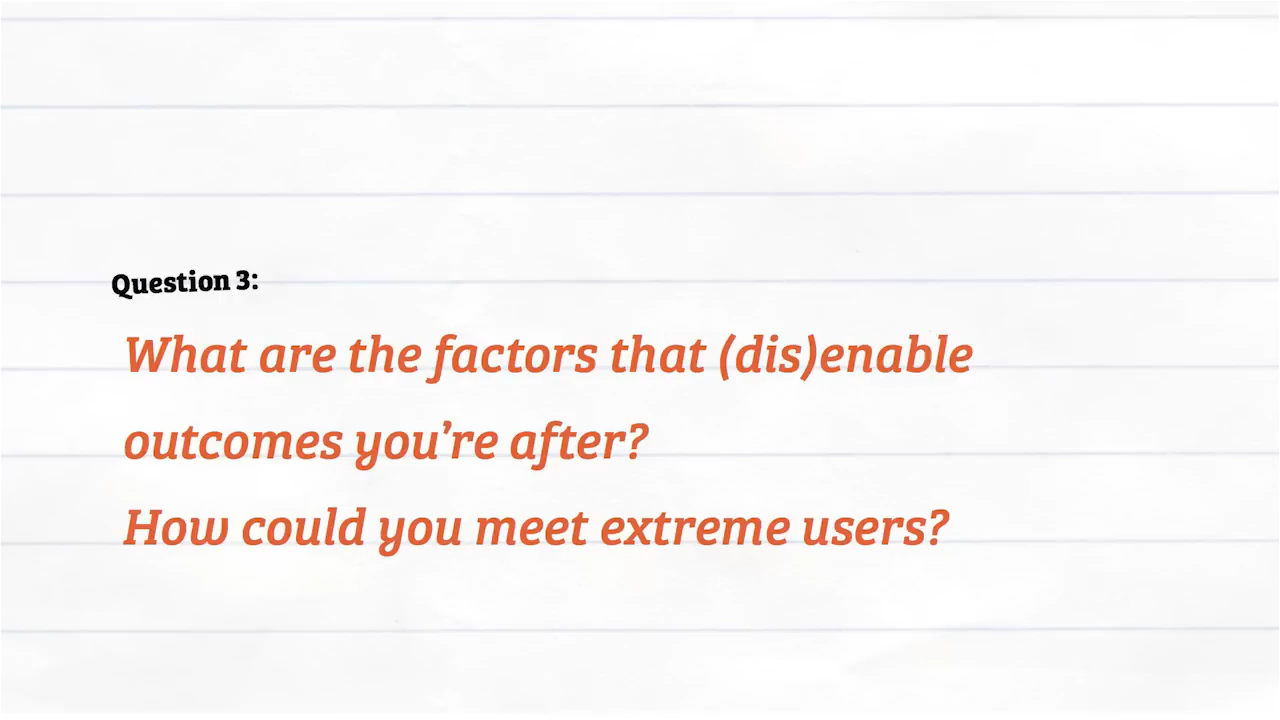 Question 3:
What are the factors that (dis)enable
outcomes you're after?
How could you meet extreme users?